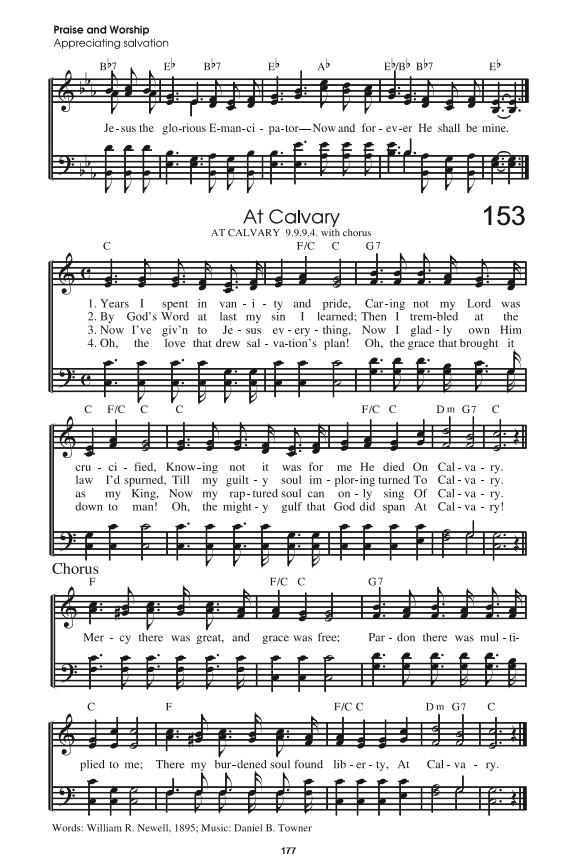 Praise and Worship
Appreciating salvation
B♭7 E♭ B♭7 E♭ A♭ E♭/B♭ B♭7 E♭
Je-sus the glo-rious E-man-ci-pa-tor—Now and for-ev-er He shall be mine.
At Calvary 153
AT CALVARY 9.9.9.4. with chorus
C F/C C G7
1. Years I spent in van-i-ty and pride, Car-ing not my Lord was
2. By God's Word at last my sin I learned; Then I trem-bled at the
3. Now I've giv'n to Je-sus ev-ery-thing, Now I glad-ly own Him
4. Oh, the love that drew sal-va-tion's plan! Oh, the grace that brought it
C F/C C C F/C C Dm G7 C
cru-ci-fied, Know-ing not it was for me He died On Cal-va-ry.
law I'd spurned, Till my guilt-y soul im-plor-ing turned To Cal-va-ry.
as my King, Now my rap-tured soul can on-ly sing Of Cal-va-ry.
down to man! Oh, the might-y gulf that God did span At Cal-va-ry!
Chorus
F F/C C G7
Mer-cy there was great, and grace was free; Par-don there was mul-ti-
C F F/C C Dm G7 C
plied to me; There my bur-dened soul found lib-er-ty, At Cal-va-ry.
Words: William R. Newell, 1895; Music: Daniel B. Towner
177